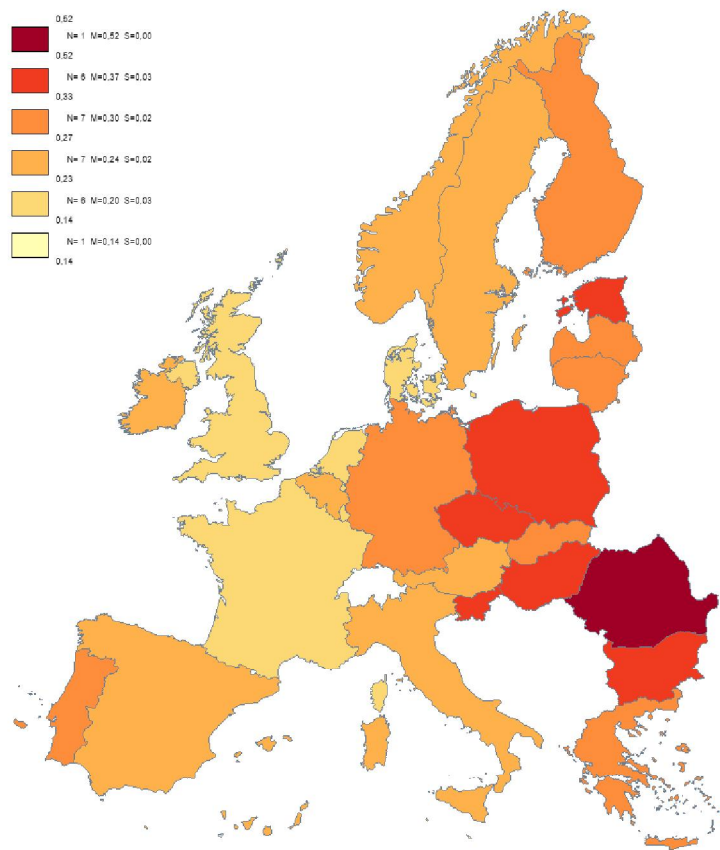 0,62
N= 1 M=0,52 S=0,00
0,52
N= 6 M=0,37 S=0,03
0,33
N= 7 M=0,30 S=0,02
0,27
N= 7 M=0,24 S=0,02
0,23
N= 6 M=0,20 S=0,03
0,14
N= 1 M=0,14 S=0,00
0,14